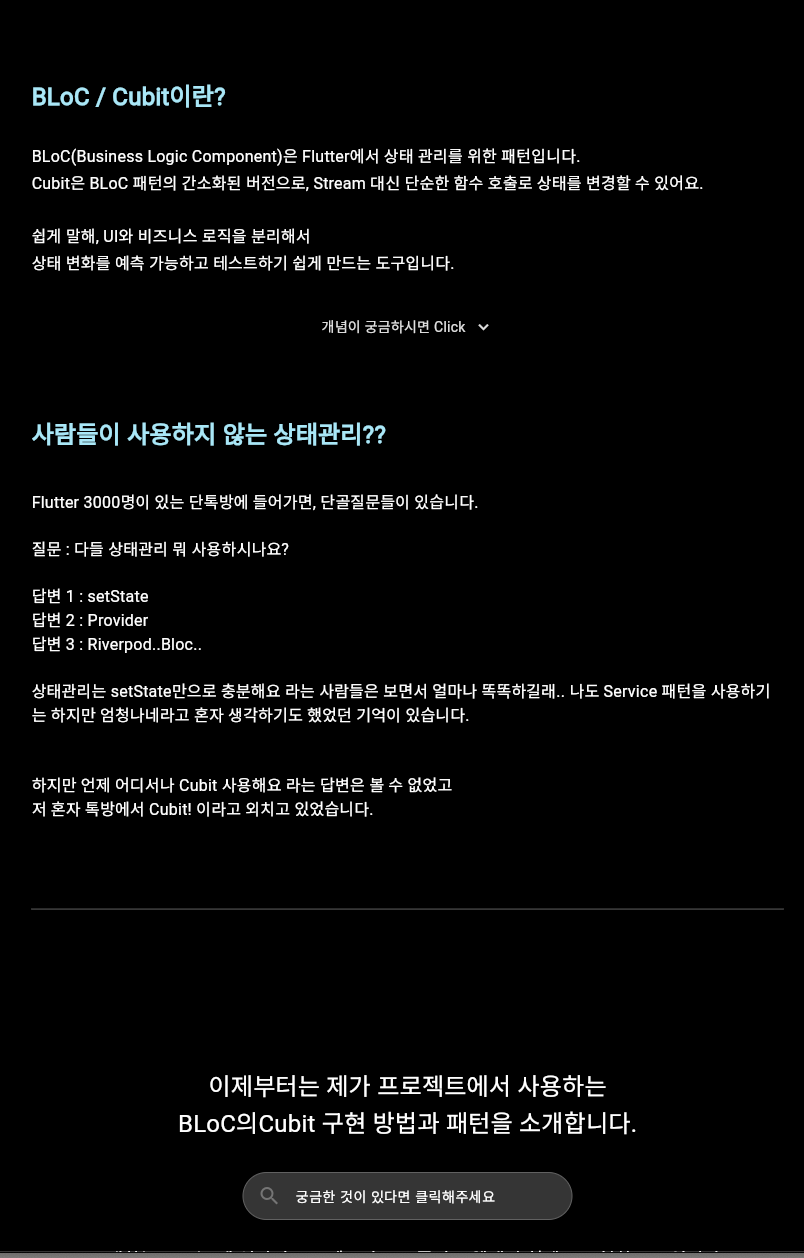 BLoC / Cubit이란?
BLoC(Business Logic Component)은 Flutter에서 상태 관리를 위한 패턴입니다.
Cubit은 BLoC 패턴의 간소화된 버전으로, Stream 대신 단순한 함수 호출로 상태를 변경할 수 있어요.
쉽게 말해, UI와 비즈니스 로직을 분리해서
상태 변화를 예측 가능하고 테스트하기 쉽게 만드는 도구입니다.
개념이 궁금하시면 Click
사람들이 사용하지 않는 상태관리??
Flutter 3000명이 있는 단톡방에 들어가면, 단골질문들이 있습니다.
질문 : 다들 상태관리 뭐 사용하시나요?
답변 1 : setState
답변 2 : Provider
답변 3 : Riverpod..Bloc..
상태관리는 setState만으로 충분해요 라는 사람들은 보면서 얼마나 똑똑하길래.. 나도 Service 패턴을 사용하기
는 하지만 엄청나네라고 혼자 생각하기도 했었던 기억이 있습니다.
하지만 언제 어디서나 Cubit 사용해요 라는 답변은 볼 수 없었고
저 혼자 톡방에서 Cubit! 이라고 외치고 있었습니다.
이제부터는 제가 프로젝트에서 사용하는
BLoC의Cubit 구현 방법과 패턴을 소개합니다.
궁금한 것이 있다면 클릭해주세요